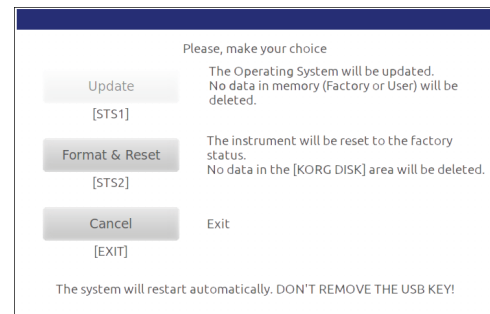 Please, make your choice
Update
[STS1]
The Operating System will be updated.
No data in memory (Factory or User) will be
deleted.
Format & Reset
[STS2]
The instrument will be reset to the factory
status.
No data in the [KORG DISK] area will be deleted.
Cancel
[EXIT]
Exit
The system will restart automatically. DON'T REMOVE THE USB KEY!